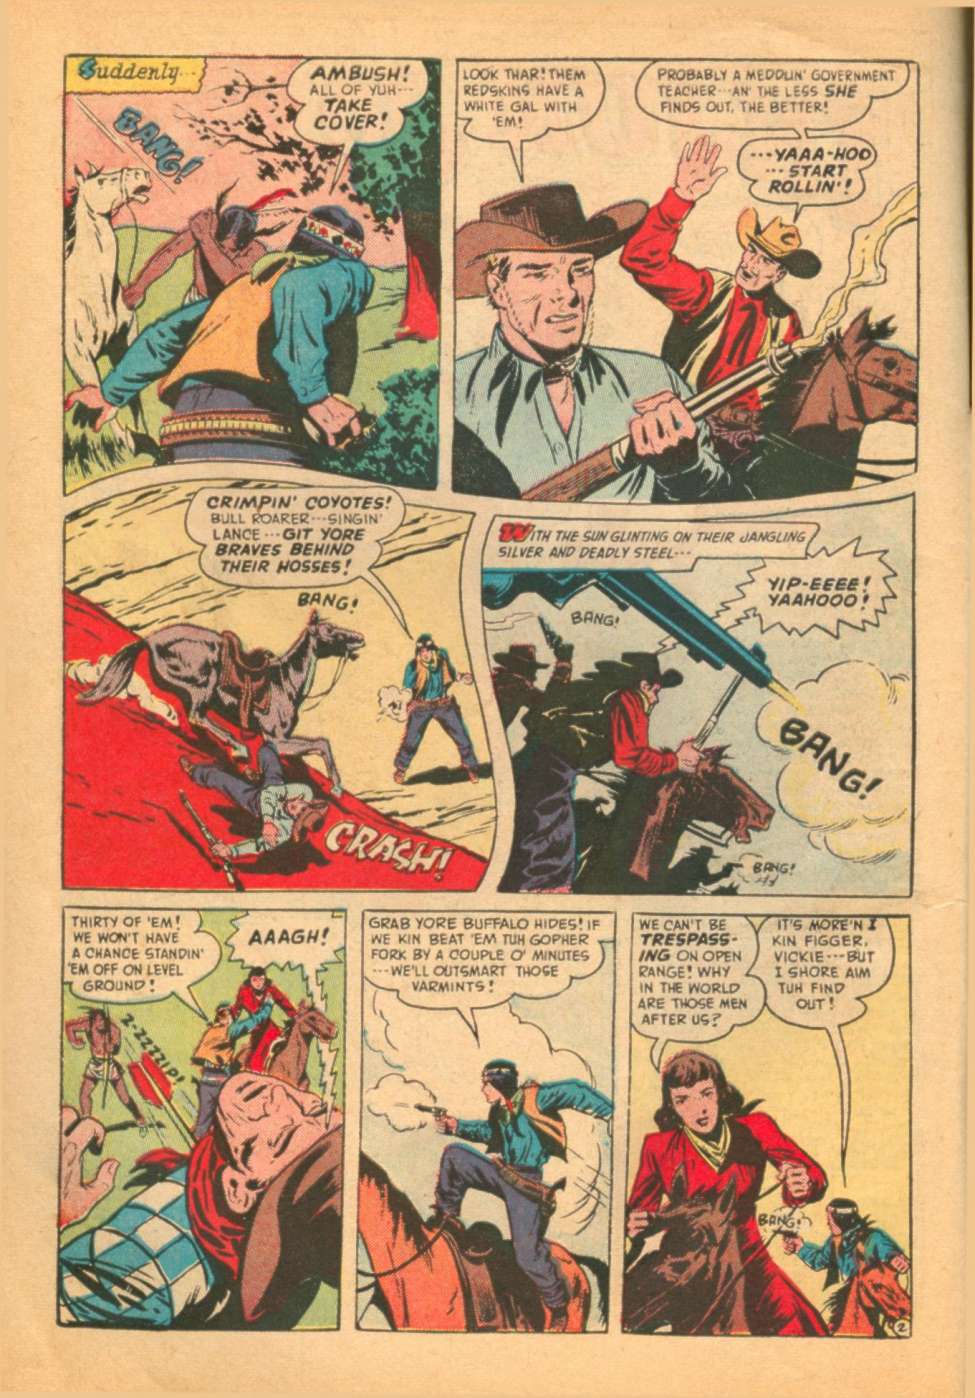 Suddenly...
BANG!
AMBUSH!
ALL OF YUH---
TAKE
COVER!
LOOK THAR! THEM
REDSKINS HAVE A
WHITE GAL WITH
'EM!
PROBABLY A MEDDLIN' GOVERNMENT
TEACHER---AN' THE LESS SHE
FINDS OUT, THE BETTER!
---YAAA-HOO
---START
ROLLIN'!
CRIMPIN' COYOTES!
BULL ROARER---SINGIN'
LANCE---GIT YORE
BRAVES BEHIND
THEIR HOSSES!
BANG!
CRASH!
WITH THE SUN GLINTING ON THEIR JANGLING
SILVER AND DEADLY STEEL---
YIP-EEEE!
YAAHOOO!
BANG!
BANG!
BANG!
THIRTY OF 'EM!
WE WON'T HAVE
A CHANCE STANDIN'
'EM OFF ON LEVEL
GROUND!
AAAGH!
Z-ZZZZZIP!
GRAB YORE BUFFALO HIDES! IF
WE KIN BEAT 'EM TUH GOPHER
FORK BY A COUPLE O' MINUTES
---WE'LL OUTSMART THOSE
VARMINTS!
WE CAN'T BE
TRESPASS-
ING ON OPEN
RANGE! WHY
IN THE WORLD
ARE THOSE MEN
AFTER US?
IT'S MORE'N I
KIN FIGGER,
VICKIE---BUT
I SHORE AIM
TUH FIND
OUT!
BANG!
2